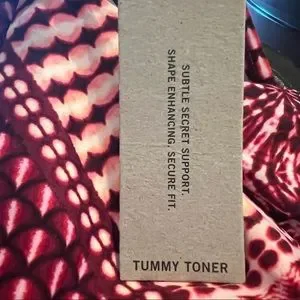 SUBTLE SECRET SUPPORT.
SHAPE ENHANCING, SECURE FIT.
TUMMY TONER